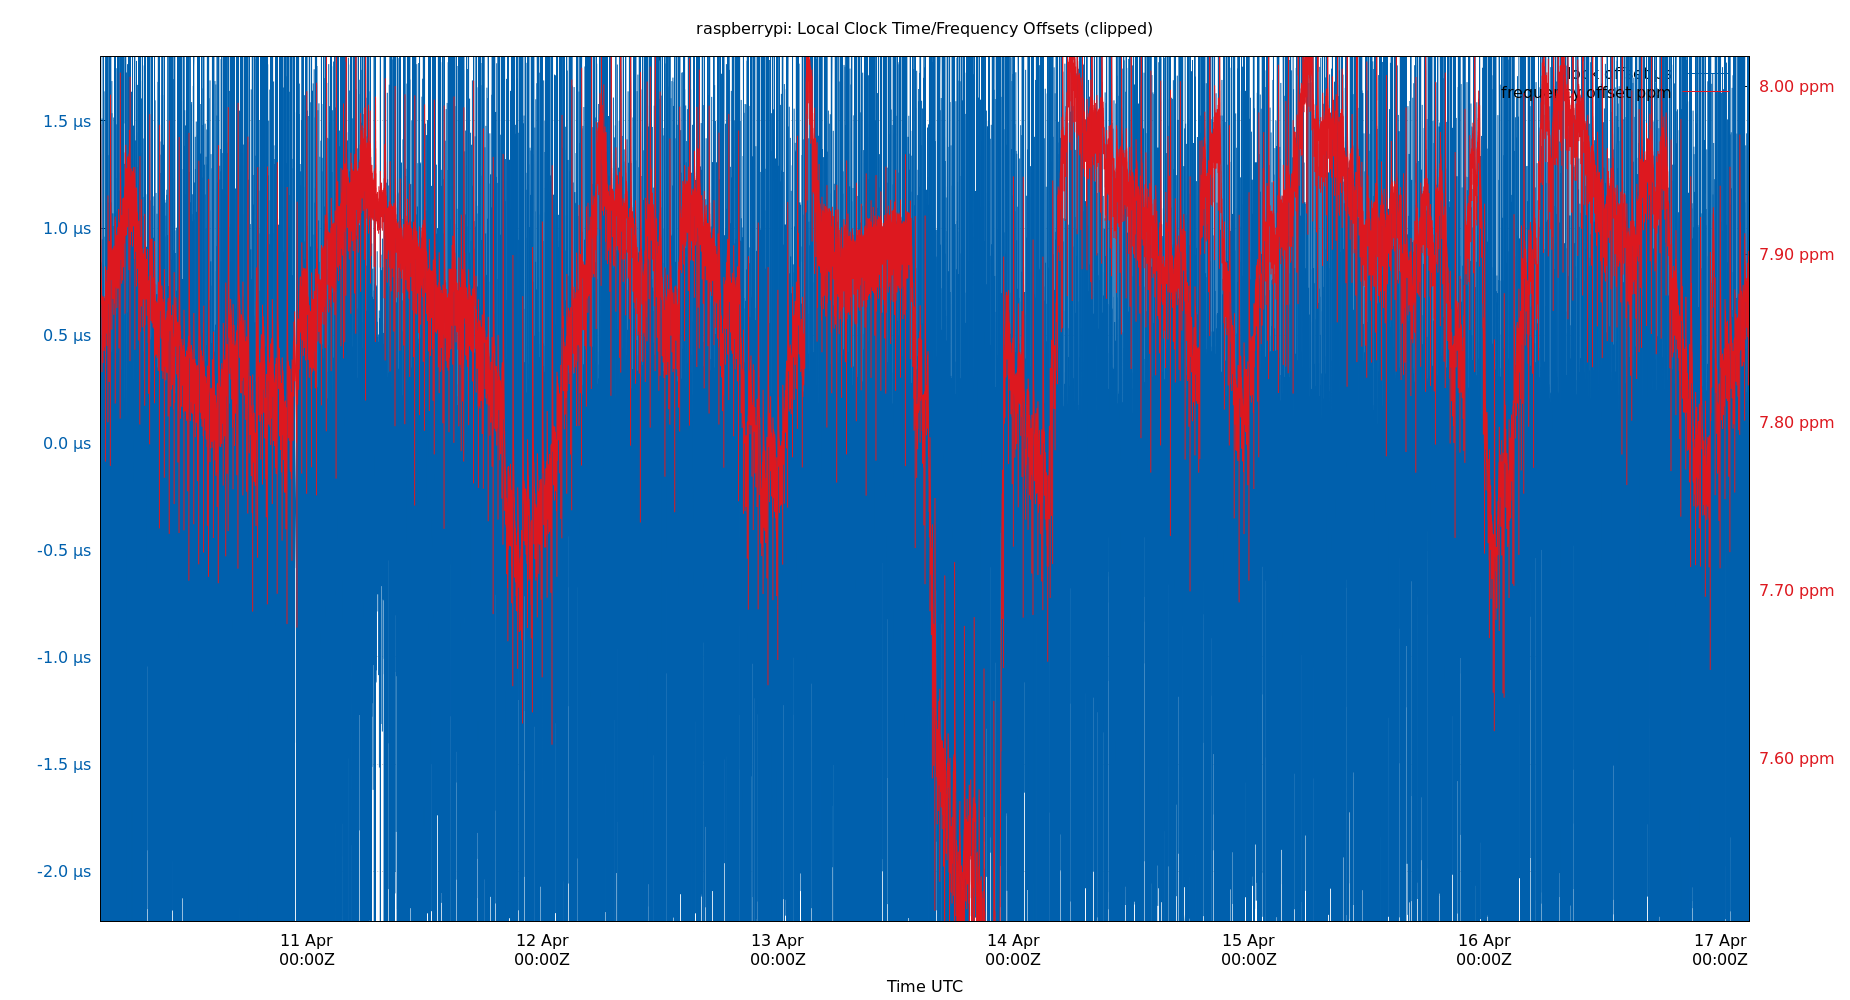 raspberrypi: Local Clock Time/Frequency Offsets (clipped)
clock offset µs
frequency offset ppm
1.5 µs
1.0 µs
0.5 µs
0.0 µs
-0.5 µs
-1.0 µs
-1.5 µs
-2.0 µs
8.00 ppm
7.90 ppm
7.80 ppm
7.70 ppm
7.60 ppm
11 Apr
00:00Z
12 Apr
00:00Z
13 Apr
00:00Z
14 Apr
00:00Z
15 Apr
00:00Z
16 Apr
00:00Z
17 Apr
00:00Z
Time UTC